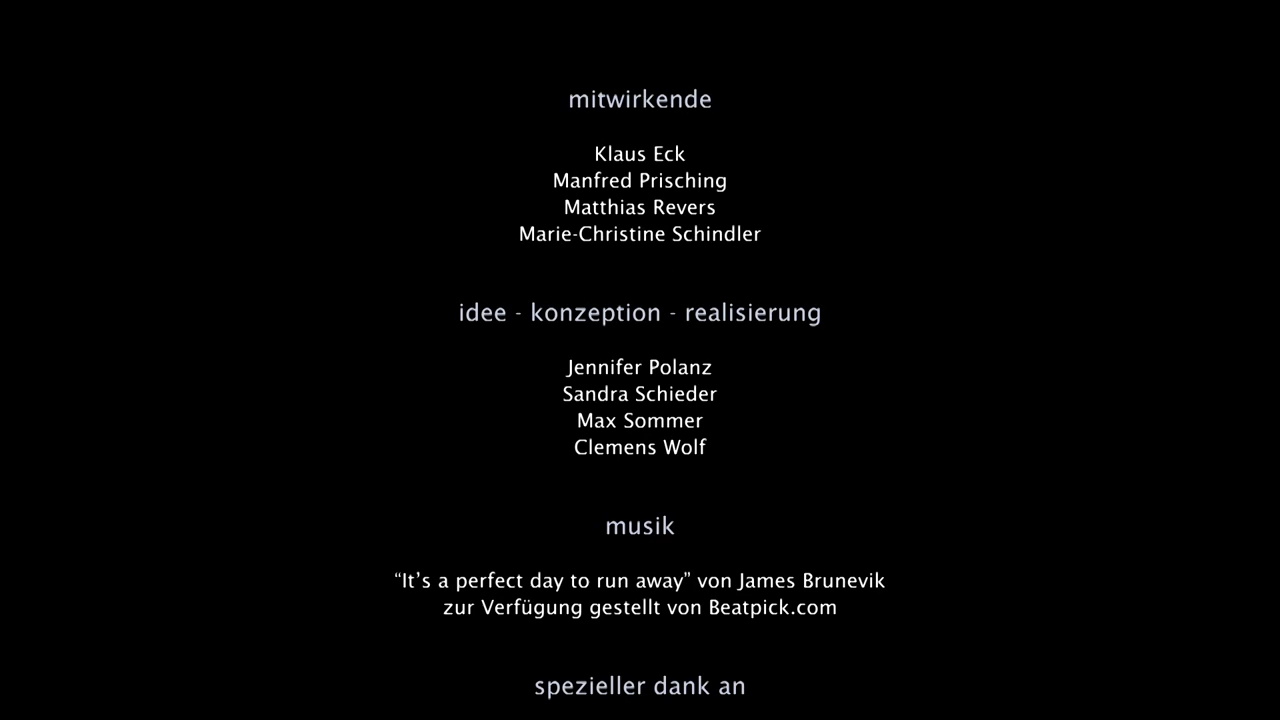 mitwirkende
Klaus Eck
Manfred Prisching
Matthias Revers
Marie-Christine Schindler
idee - konzeption - realisierung
Jennifer Polanz
Sandra Schieder
Max Sommer
Clemens Wolf
musik
“It’s a perfect day to run away” von James Brunevik
zur Verfügung gestellt von Beatpick.com
spezieller dank an